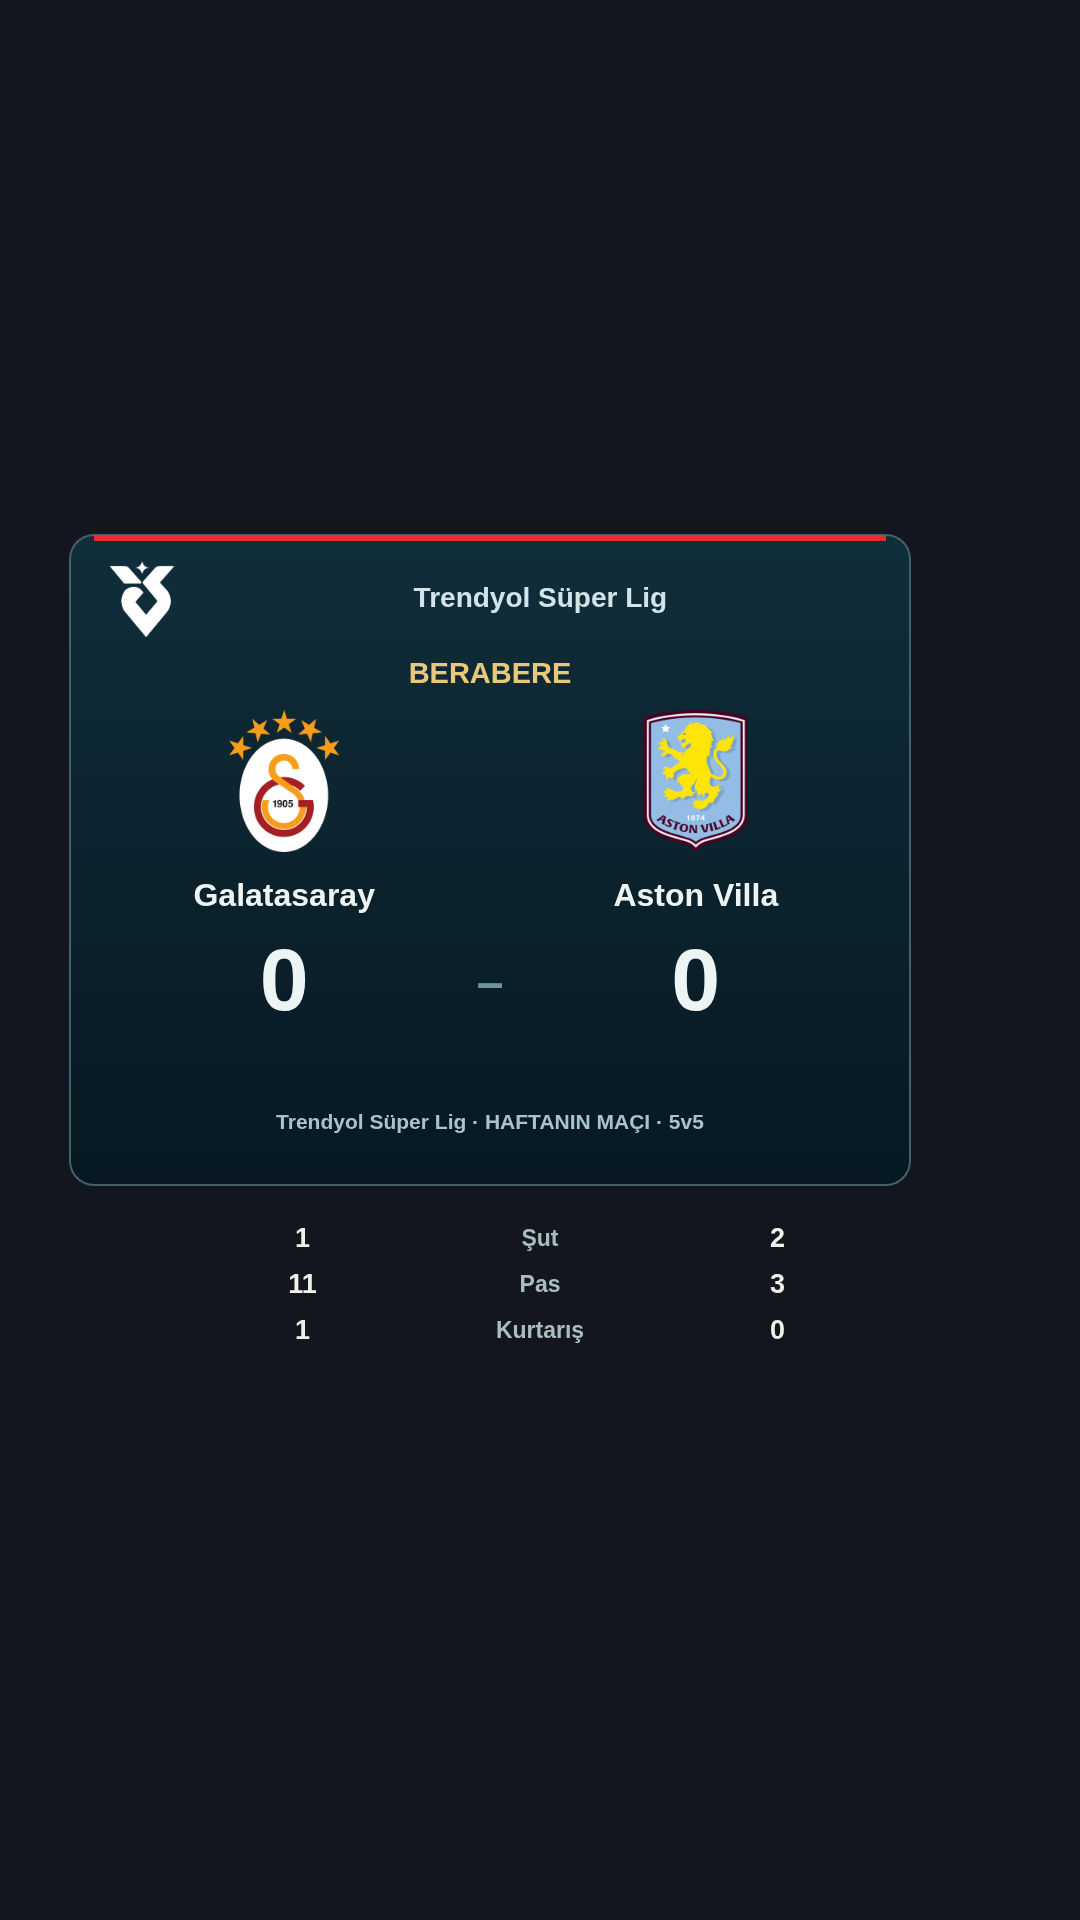 Trendyol Süper Lig
BERABERE
1905
1874
ASTON VILLA
Galatasaray
Aston Villa
0 – 0
Trendyol Süper Lig · HAFTANIN MAÇI · 5v5
1 Şut 2
11 Pas 3
1 Kurtarış 0